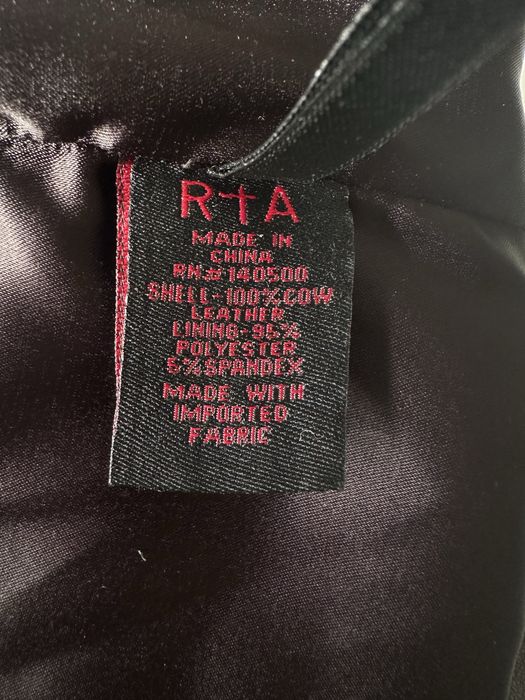 R†A
MADE IN
CHINA
RN# 140500
SHELL-100%COW
LEATHER
LINING-95%
POLYESTER
5%SPANDEX
MADE WITH
IMPORTED
FABRIC